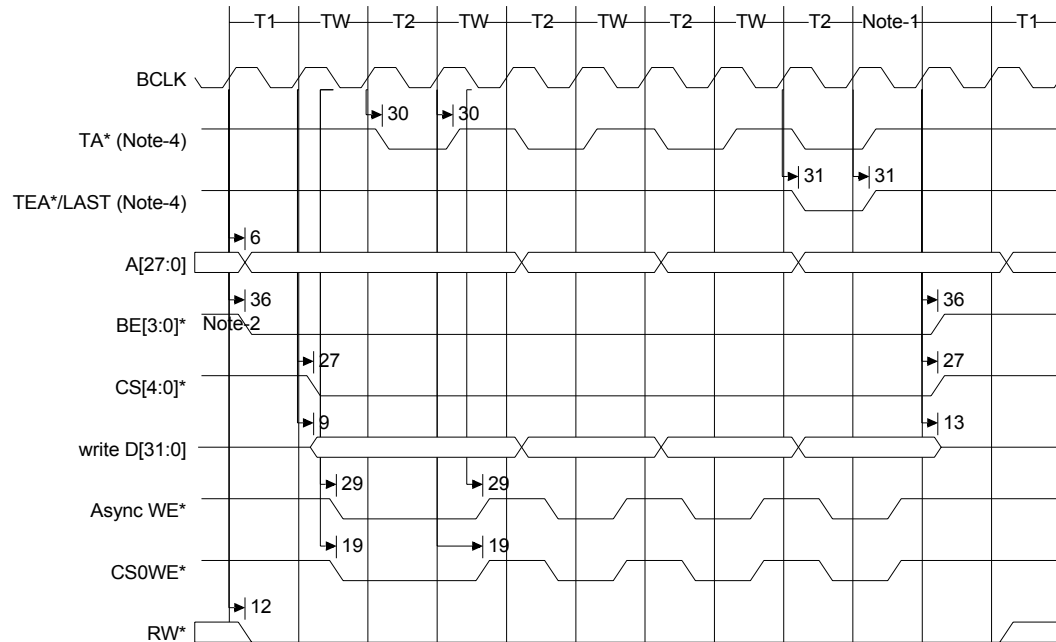 T1 TW T2 TW T2 TW T2 TW T2 Note-1 T1
BCLK
30 30
TA* (Note-4)
31 31
TEA*/LAST (Note-4)
6
A[27:0]
36 36
BE[3:0]* Note-2
27 27
CS[4:0]*
9 13
write D[31:0]
29 29
Async WE*
19 19
CS0WE*
12
RW*